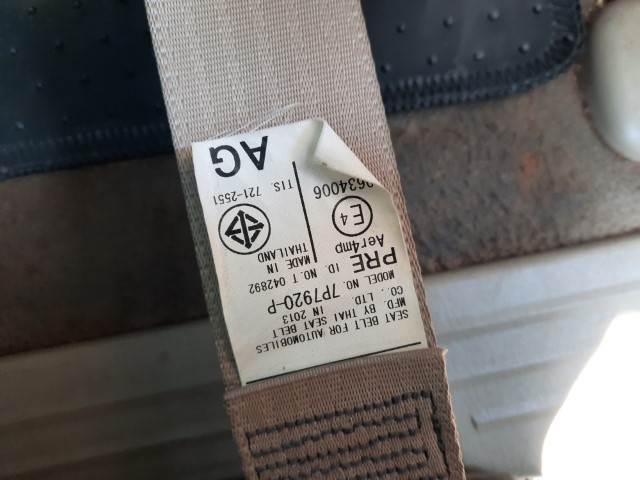 SEAT BELT FOR AUTOMOBILES
MFD. BY THAI SEAT BELT
CO., LTD. IN 2013
MODEL NO. 7P7920-P
PRE ID. NO. T 042892
Aer4mp
MADE IN
THAILAND
E4
TIS. 721-2551
0634006
AG